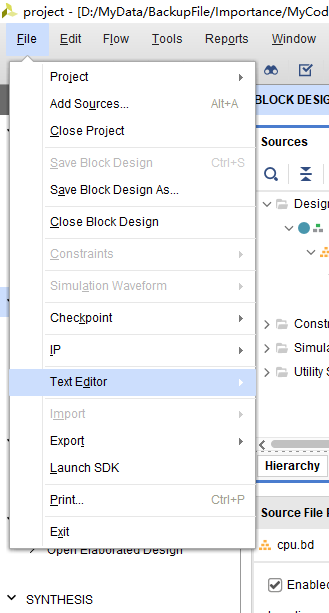 project - [D:/MyData/BackupFile/Importance/MyCod
File Edit Flow Tools Reports Window
Project
Add Sources... Alt+A
Close Project
Save Block Design Ctrl+S
Save Block Design As...
Close Block Design
Constraints
Simulation Waveform
Checkpoint
IP
Text Editor
Import
Export
Launch SDK
Print... Ctrl+P
Exit
Open Elaborated Design
SYNTHESIS
BLOCK DESIG
Sources
Design
Constr
Simula
Utility S
Hierarchy
Source File P
cpu.bd
Enabled